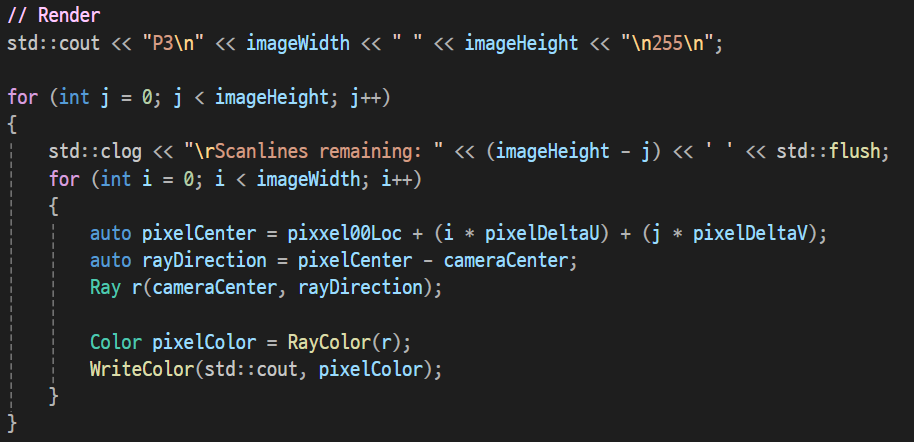 // Render
std::cout << "P3\n" << imageWidth << " " << imageHeight << "\n255\n";
for (int j = 0; j < imageHeight; j++)
{
std::clog << "\rScanlines remaining: " << (imageHeight - j) << ' ' << std::flush;
for (int i = 0; i < imageWidth; i++)
{
auto pixelCenter = pixxel00Loc + (i * pixelDeltaU) + (j * pixelDeltaV);
auto rayDirection = pixelCenter - cameraCenter;
Ray r(cameraCenter, rayDirection);
Color pixelColor = RayColor(r);
WriteColor(std::cout, pixelColor);
}
}